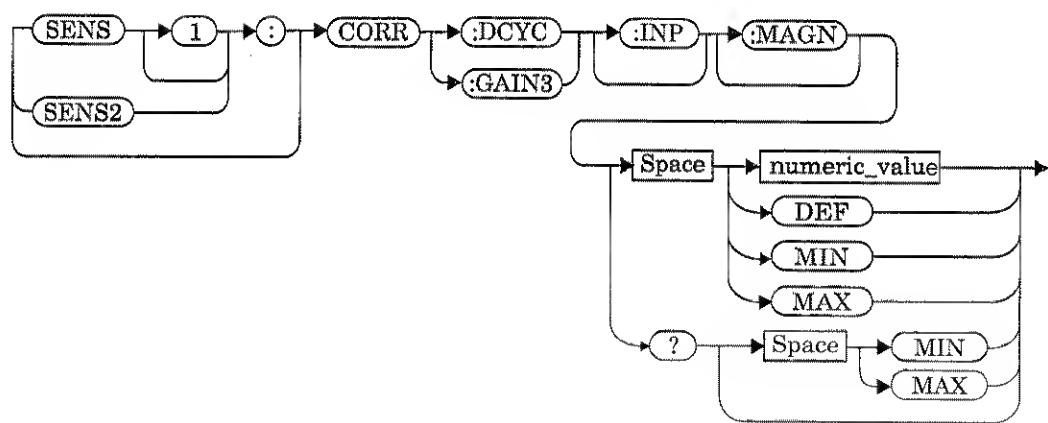 SENS 1 : CORR :DCYC :INP :MAGN
:GAIN3
SENS2
Space numeric_value
DEF
MIN
MAX
? Space MIN
MAX